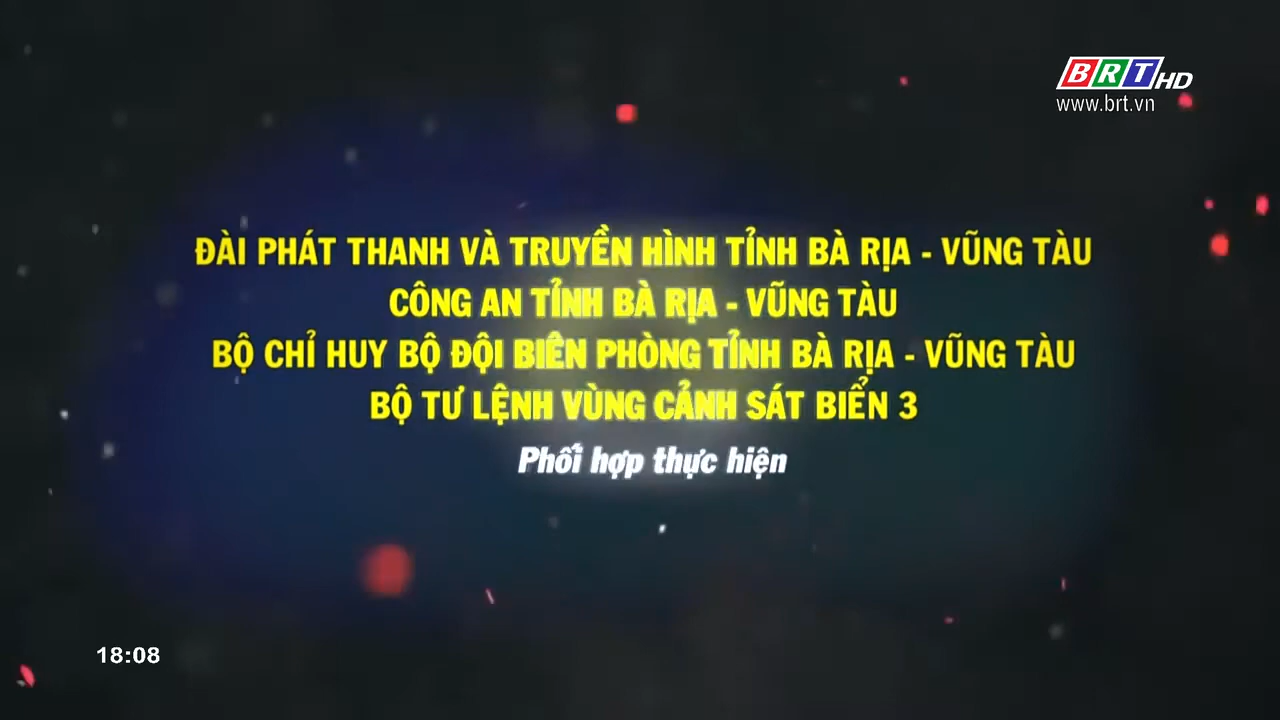 BRT HD
www.brt.vn
ĐÀI PHÁT THANH VÀ TRUYỀN HÌNH TỈNH BÀ RỊA - VŨNG TÀU
CÔNG AN TỈNH BÀ RỊA - VŨNG TÀU
BỘ CHỈ HUY BỘ ĐỘI BIÊN PHÒNG TỈNH BÀ RỊA - VŨNG TÀU
BỘ TƯ LỆNH VÙNG CẢNH SÁT BIỂN 3
Phối hợp thực hiện
18:08